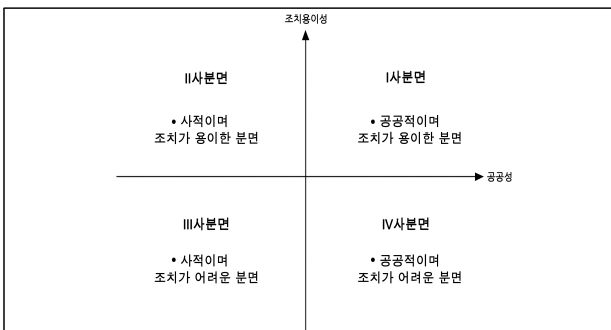 조치용이성
II사분면
I사분면
• 사적이며
조치가 용이한 분면
• 공공적이며
조치가 용이한 분면
공공성
III사분면
IV사분면
• 사적이며
조치가 어려운 분면
• 공공적이며
조치가 어려운 분면